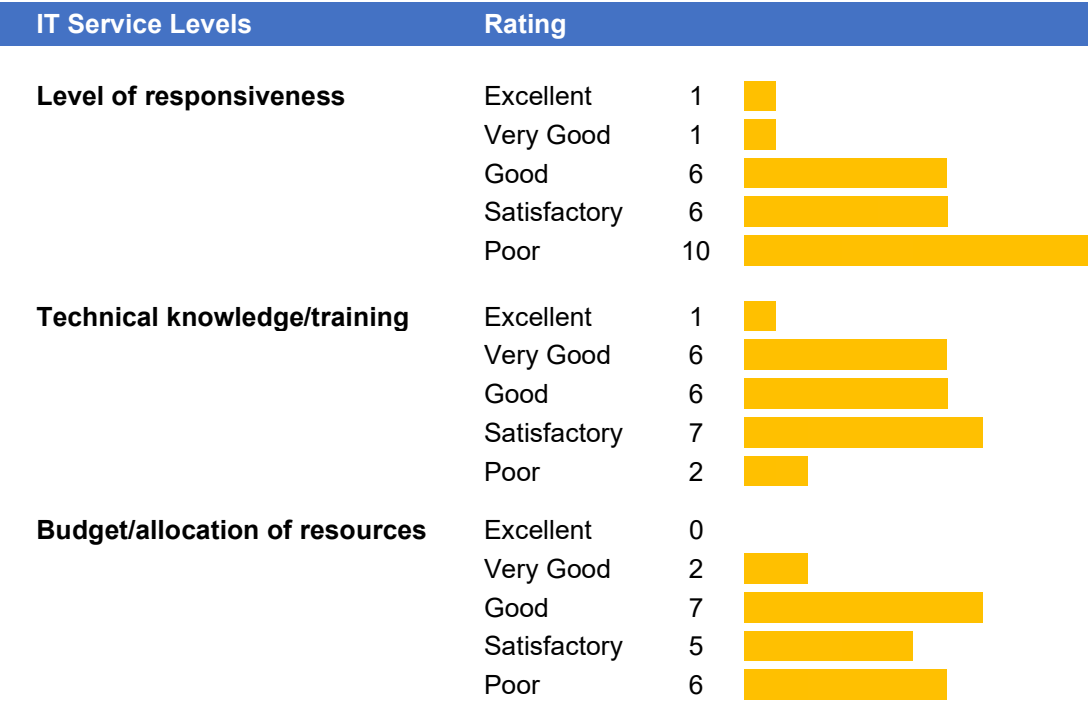 IT Service Levels Rating
Level of responsiveness Excellent 1
Very Good 1
Good 6
Satisfactory 6
Poor 10
Technical knowledge/training Excellent 1
Very Good 6
Good 6
Satisfactory 7
Poor 2
Budget/allocation of resources Excellent 0
Very Good 2
Good 7
Satisfactory 5
Poor 6